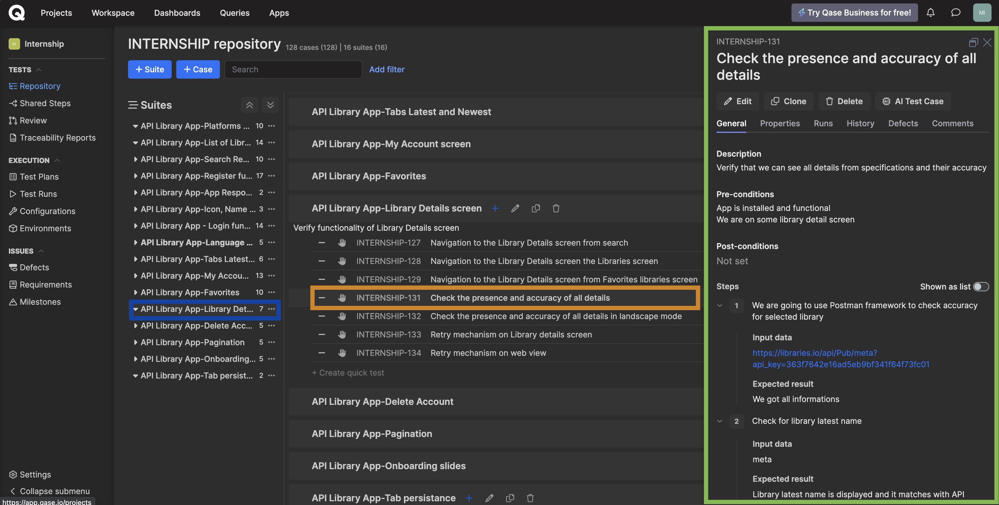 Projects
Workspace
Dashboards
Queries
Apps
Try Qase Business for free!
MI
IN
Internship
TESTS
Repository
Shared Steps
Review
Traceability Reports
EXECUTION
Test Plans
Test Runs
Configurations
Environments
ISSUES
Defects
Requirements
Milestones
Settings
Collapse submenu
https://app.qase.io/projects
INTERNSHIP repository 128 cases (128) | 16 suites (16)
+ Suite
+ Case
Search
Add filter
Suites
API Library App-Platforms ... 10
API Library App-List of Libr... 14
API Library App-Search Re... 10
API Library App-Register fu... 17
API Library App-App Respo... 2
API Library App-Icon, Name ... 3
API Library App - Login fun... 14
API Library App-Language ... 5
API Library App-Tabs Latest... 6
API Library App-My Accou... 13
API Library App-Favorites 10
API Library App-Library Det... 7
API Library App-Delete Acc... 5
API Library App-Pagination 5
API Library App-Onboarding... 5
API Library App-Tab persist... 2
API Library App-Tabs Latest and Newest
API Library App-My Account screen
API Library App-Favorites
API Library App-Library Details screen
Verify functionality of Library Details screen
INTERNSHIP-127 Navigation to the Library Details screen from search
INTERNSHIP-128 Navigation to the Library Details screen the Libraries screen
INTERNSHIP-129 Navigation to the Library Details screen from Favorites libraries screen
INTERNSHIP-131 Check the presence and accuracy of all details
INTERNSHIP-132 Check the presence and accuracy of all details in landscape mode
INTERNSHIP-133 Retry mechanism on Library details screen
INTERNSHIP-134 Retry mechanism on web view
+ Create quick test
API Library App-Delete Account
API Library App-Pagination
API Library App-Onboarding slides
API Library App-Tab persistance
INTERNSHIP-131
Check the presence and accuracy of all
details
Edit
Clone
Delete
AI Test Case
General
Properties
Runs
History
Defects
Comments
Description
Verify that we can see all details from specifications and their accuracy
Pre-conditions
App is installed and functional
We are on some library detail screen
Post-conditions
Not set
Steps
Shown as list
1
We are going to use Postman framework to check accuracy
for selected library
Input data
https://libraries.io/api/Pub/meta?
api_key=363f7642e16ad5eb9bf341f64f73fc01
Expected result
We got all informations
2
Check for library latest name
Input data
meta
Expected result
Library latest name is displayed and it matches with API